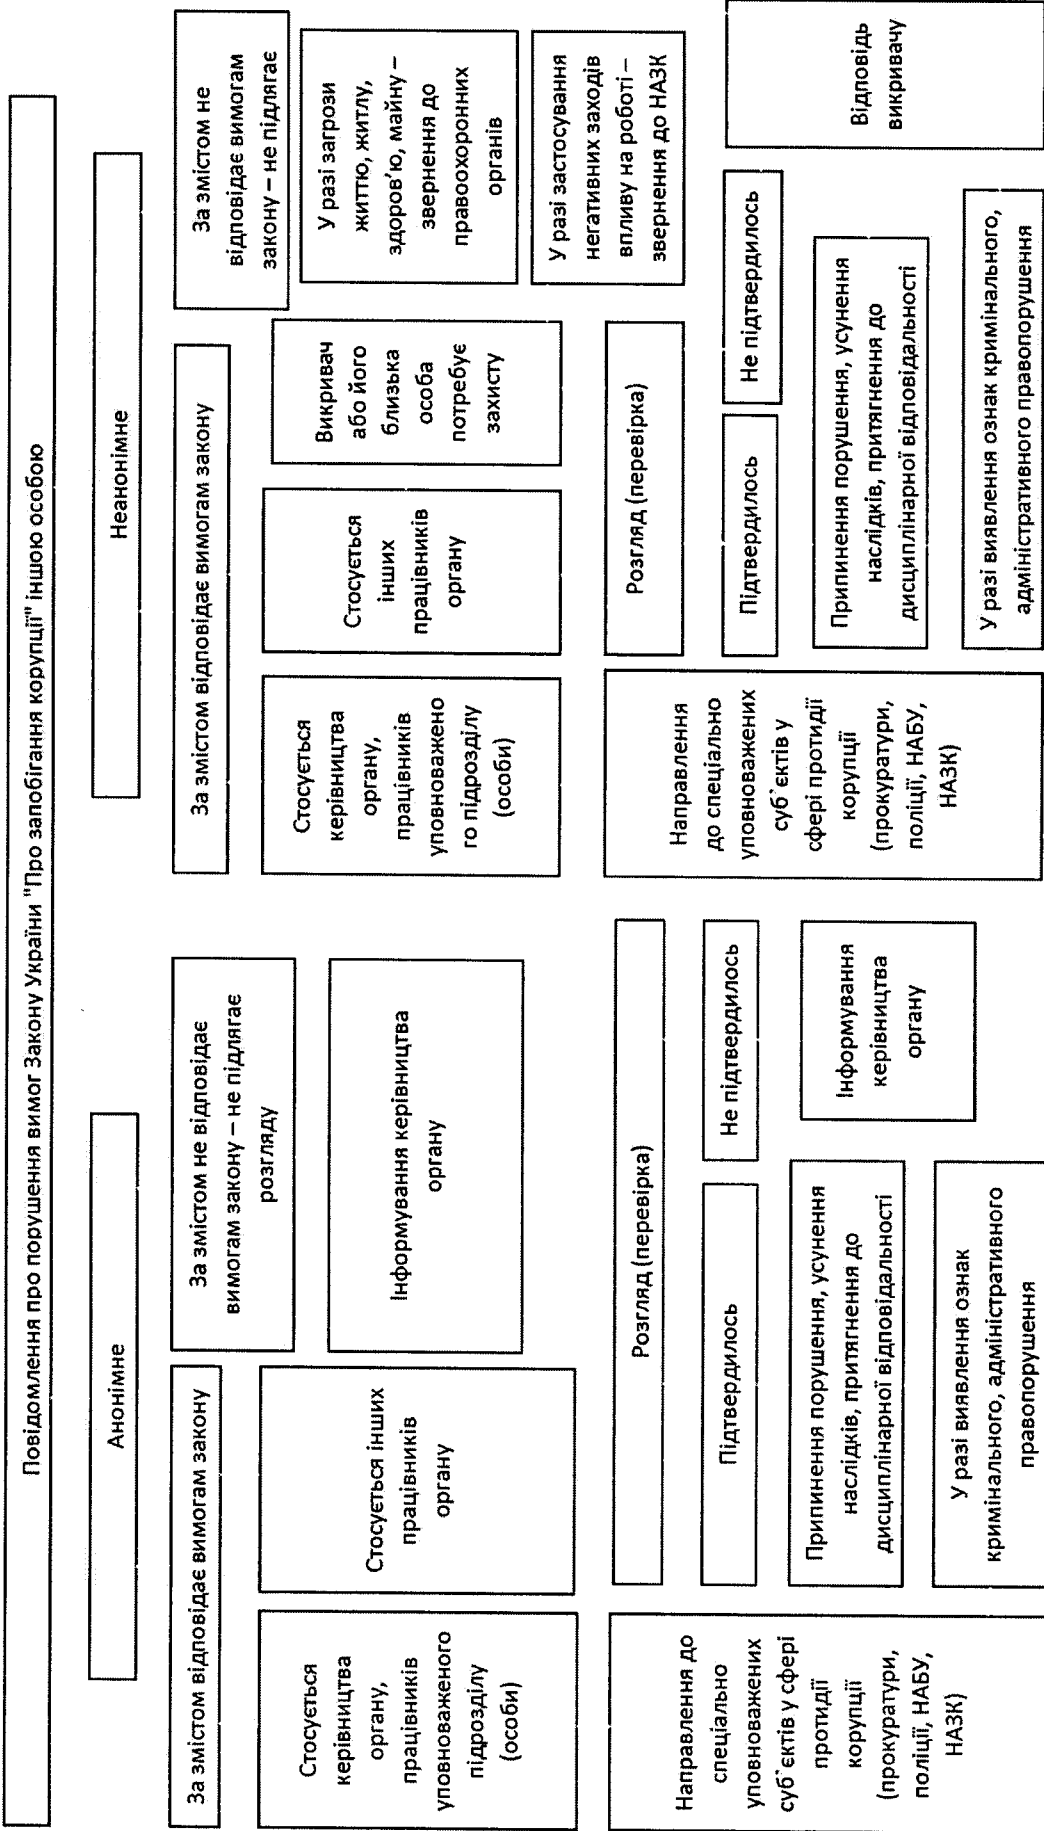 Повідомлення про порушення вимог Закону України "Про запобігання корупції" іншою особою
Анонімне
Неанонімне
За змістом відповідає вимогам закону
За змістом не відповідає
вимогам закону – не підлягає
розгляду
За змістом відповідає вимогам закону
За змістом не
відповідає вимогам
закону – не підлягає
Стосується
керівництва
органу,
працівників
уповноваженого
підрозділу
(особи)
Стосується інших
працівників
органу
Інформування керівництва
органу
Стосується
керівництва
органу,
працівників
уповноважено
го підрозділу
(особи)
Стосується
інших
працівників
органу
Викривач
або його
близька
особа
потребує
захисту
У разі загрози
життю, житлу,
здоров'ю, майну –
звернення до
правоохоронних
органів
У разі застосування
негативних заходів
впливу на роботі –
звернення до НАЗК
Направлення до
спеціально
уповноважених
суб`єктів у сфері
протидії
корупції
(прокуратури,
поліції, НАБУ,
НАЗК)
Розгляд (перевірка)
Підтвердилось
Не підтвердилось
Припинення порушення, усунення
наслідків, притягнення до
дисциплінарної відповідальності
Інформування
керівництва
органу
У разі виявлення ознак
кримінального, адміністративного
правопорушення
Направлення
до спеціально
уповноважених
суб`єктів у
сфері протидії
корупції
(прокуратури,
поліції, НАБУ,
НАЗК)
Розгляд (перевірка)
Підтвердилось
Не підтвердилось
Припинення порушення, усунення
наслідків, притягнення до
дисциплінарної відповідальності
У разі виявлення ознак кримінального,
адміністративного правопорушення
Відповідь
викривачу